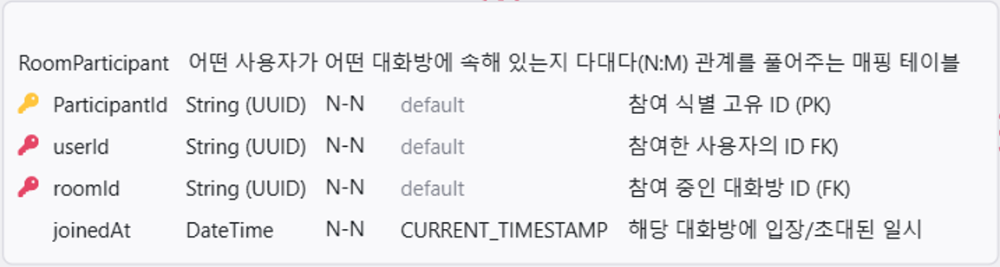 RoomParticipant 어떤 사용자가 어떤 대화방에 속해 있는지 다대다(N:M) 관계를 풀어주는 매핑 테이블
ParticipantId String (UUID) N-N default 참여 식별 고유 ID (PK)
userId String (UUID) N-N default 참여한 사용자의 ID FK)
roomId String (UUID) N-N default 참여 중인 대화방 ID (FK)
joinedAt DateTime N-N CURRENT_TIMESTAMP 해당 대화방에 입장/초대된 일시